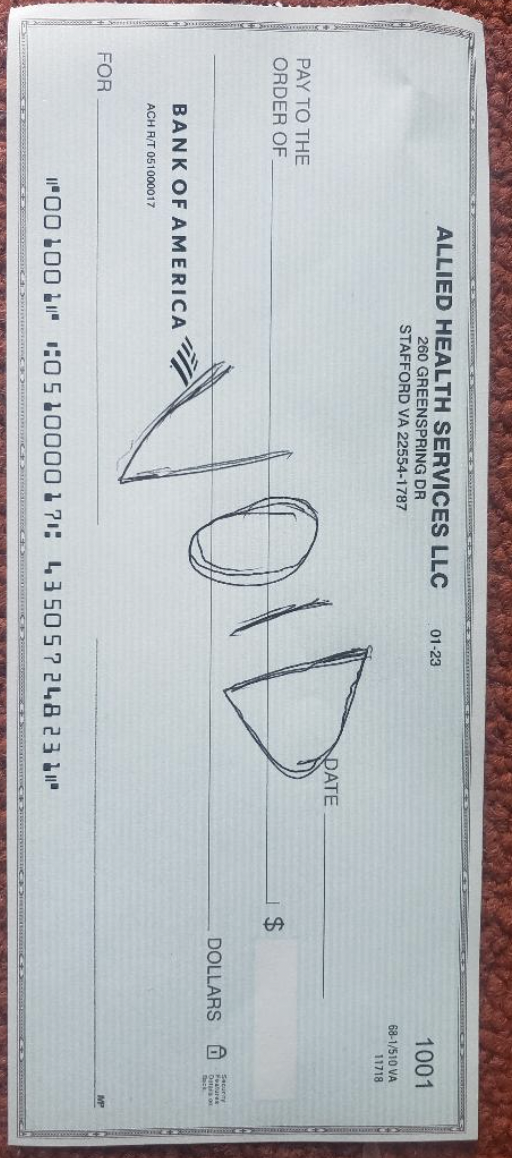 ALLIED HEALTH SERVICES LLC 01-23
260 GREENSPRING DR
STAFFORD VA 22554-1787
1001
68-1/510 VA
11718
DATE
PAY TO THE
ORDER OF
$
DOLLARS
Security
Features
Details on
Back
VOID
BANK OF AMERICA
ACH R/T 051000017
FOR
MP
⑈001001⑈ ⑆051000017⑆ 435057248231⑈